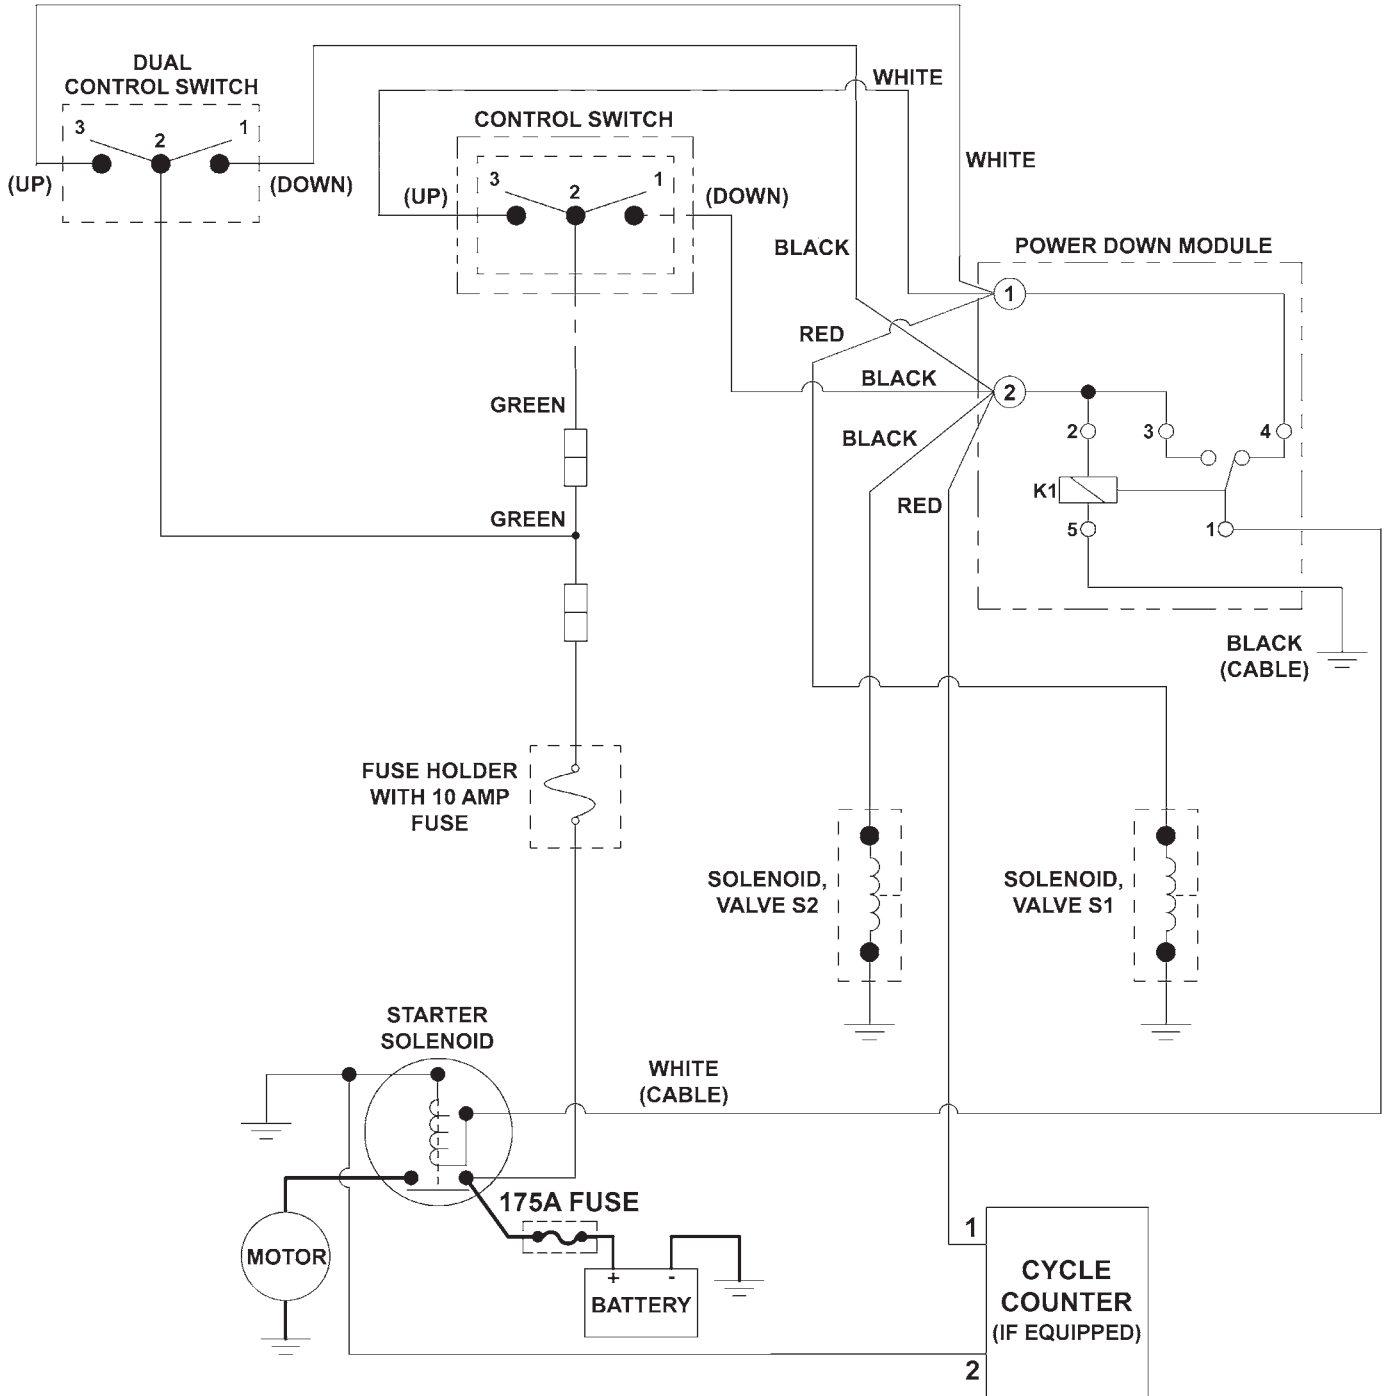 DUAL
CONTROL SWITCH
3
2
1
(UP)
(DOWN)
CONTROL SWITCH
3
2
1
(UP)
(DOWN)
WHITE
WHITE
BLACK
POWER DOWN MODULE
1
RED
BLACK
2
BLACK
RED
2
3
4
K1
5
1
BLACK
(CABLE)
GREEN
GREEN
FUSE HOLDER
WITH 10 AMP
FUSE
SOLENOID,
VALVE S2
SOLENOID,
VALVE S1
STARTER
SOLENOID
WHITE
(CABLE)
175A FUSE
MOTOR
+
-
BATTERY
1
CYCLE
COUNTER
(IF EQUIPPED)
2